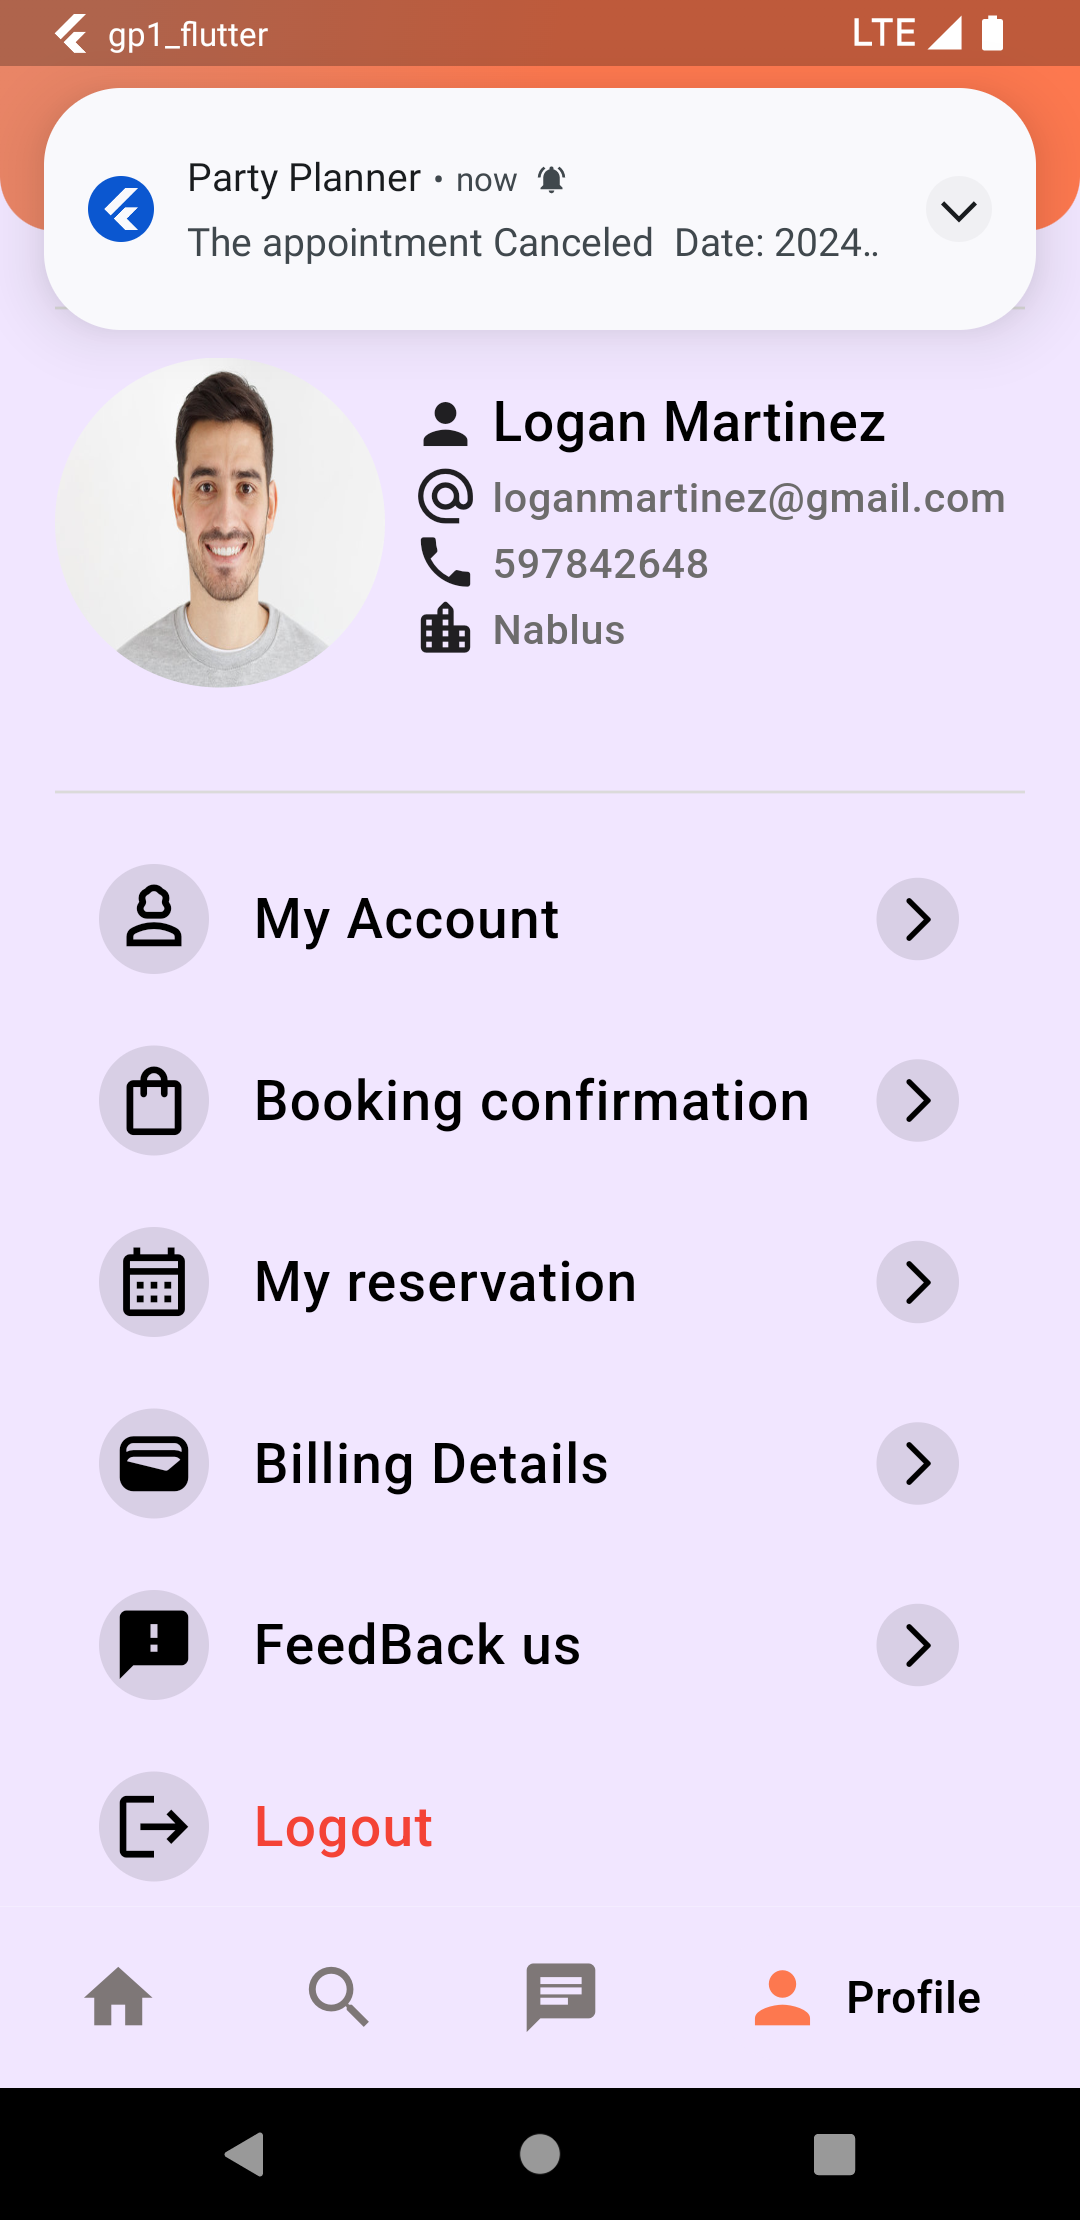 gp1_flutter LTE
Party Planner • now
The appointment Canceled  Date: 2024..
Logan Martinez
loganmartinez@gmail.com
597842648
Nablus
My Account
Booking confirmation
My reservation
Billing Details
FeedBack us
Logout
Profile